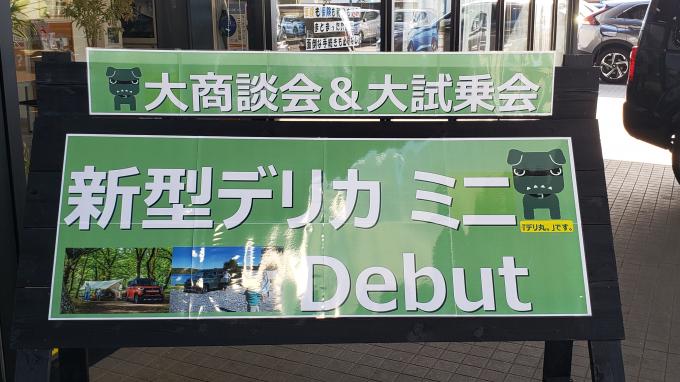 大商談会＆大試乗会
新型デリカ ミニ
『デリ丸。』です。
Debut